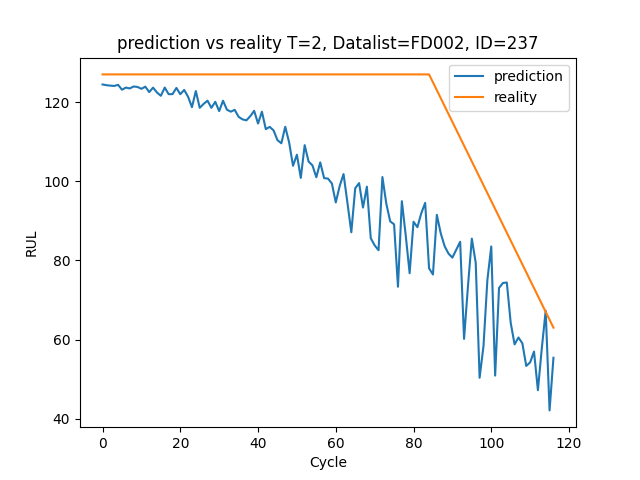 prediction vs reality T=2, Datalist=FD002, ID=237
prediction
reality
120
100
80
60
40
RUL
0 20 40 60 80 100 120
Cycle